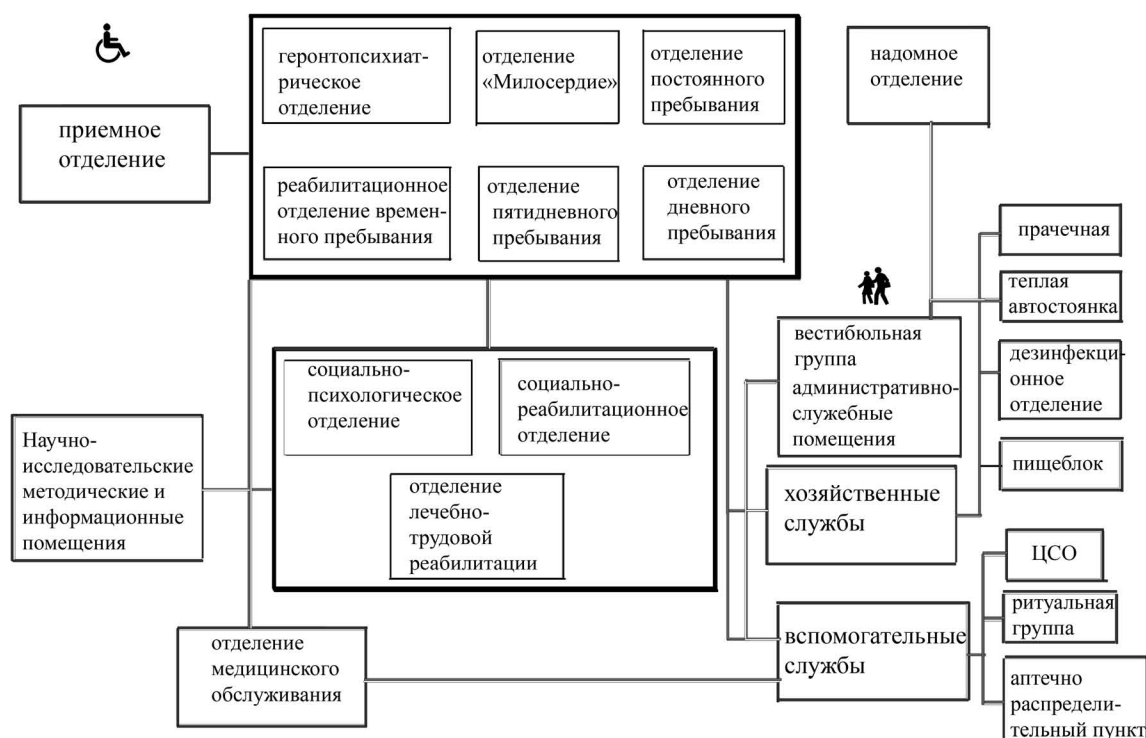 геронтопсихиат-
рическое
отделение
отделение
«Милосердие»
отделение
постоянного
пребывания
надомное
отделение
приемное
отделение
реабилитационное
отделение времен-
ного пребывания
отделение
пятидневного
пребывания
отделение
дневного
пребывания
прачечная
теплая
автостоянка
вестибюльная
группа
административно-
служебные
помещения
дезинфекци-
онное
отделение
социально-
психологическое
отделение
социально-
реабилитационное
отделение
Научно-
исследовательские
методические и
информационные
помещения
пищеблок
хозяйственные
службы
отделение
лечебно-
трудовой
реабилитации
ЦСО
ритуальная
группа
отделение
медицинского
обслуживания
вспомогательные
службы
аптечно
распредели-
тельный пункт